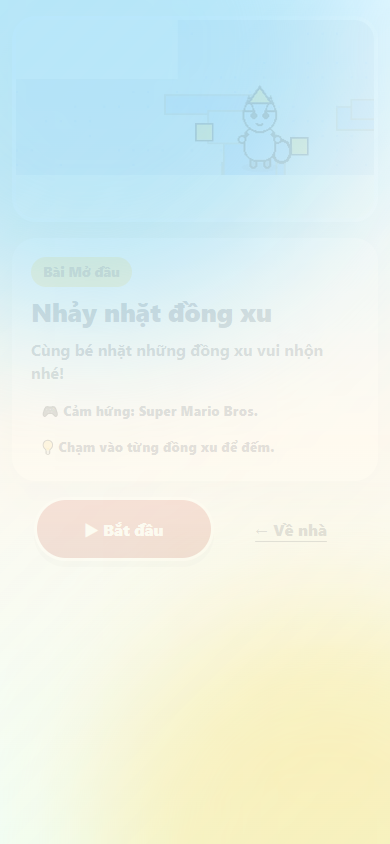 Bài Mở đầu
Nhảy nhặt đồng xu
Cùng bé nhặt những đồng xu vui nhộn
nhé!
🎮 Cảm hứng: Super Mario Bros.
💡 Chạm vào từng đồng xu để đếm.
▶ Bắt đầu
← Về nhà